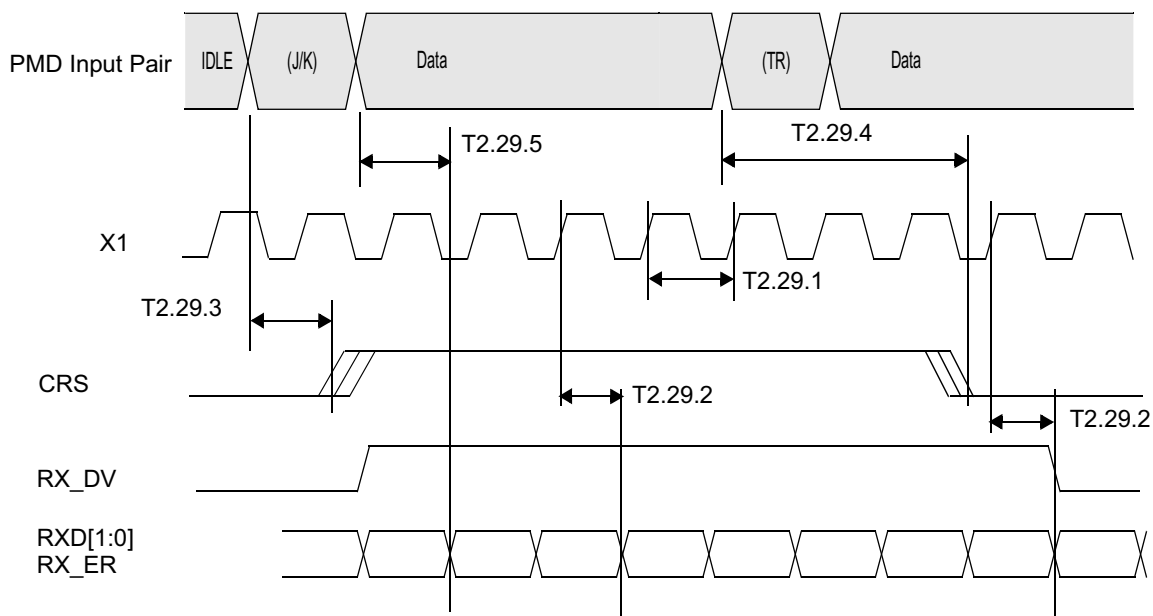 PMD Input Pair IDLE (J/K) Data (TR) Data
T2.29.5 T2.29.4
X1
T2.29.1
T2.29.3
CRS
T2.29.2
T2.29.2
RX_DV
RXD[1:0]
RX_ER